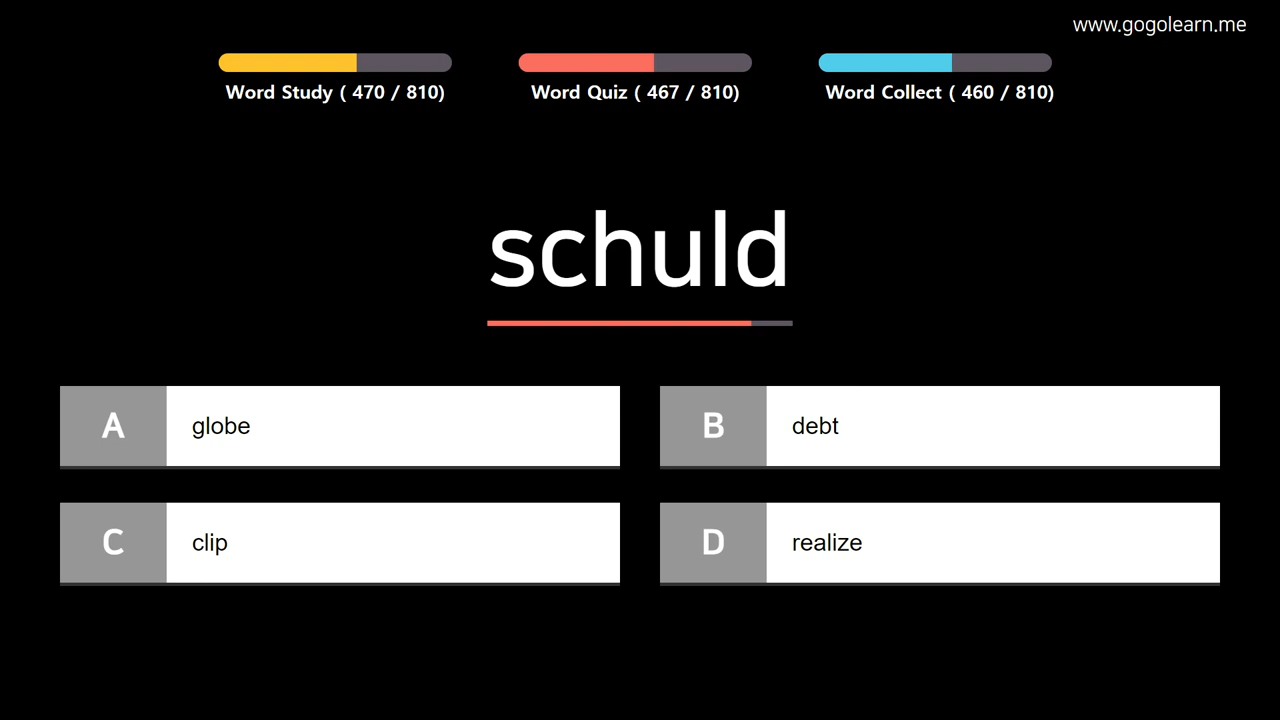 www.gogolearn.me
Word Study ( 470 / 810)
Word Quiz ( 467 / 810)
Word Collect ( 460 / 810)
schuld
A globe
B debt
C clip
D realize